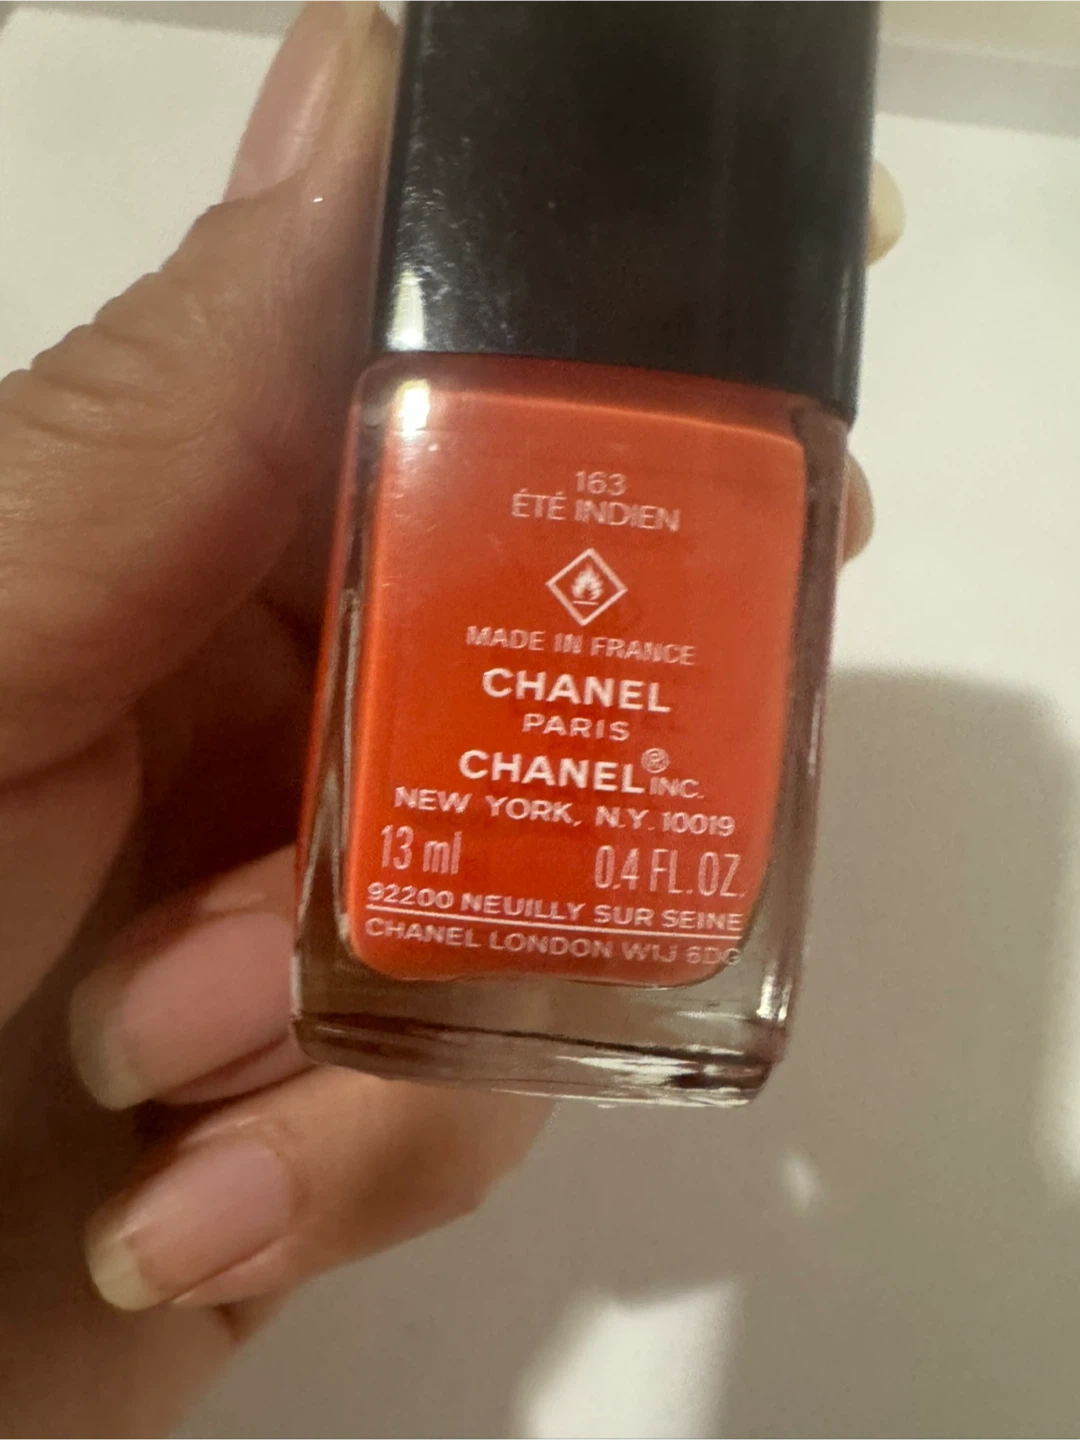 163
ÉTÉ INDIEN
MADE IN FRANCE
CHANEL
PARIS
CHANEL® INC.
NEW YORK, N.Y. 10019
13 ml 0.4 FL. OZ.
92200 NEUILLY SUR SEINE
CHANEL LONDON W1J 6DG